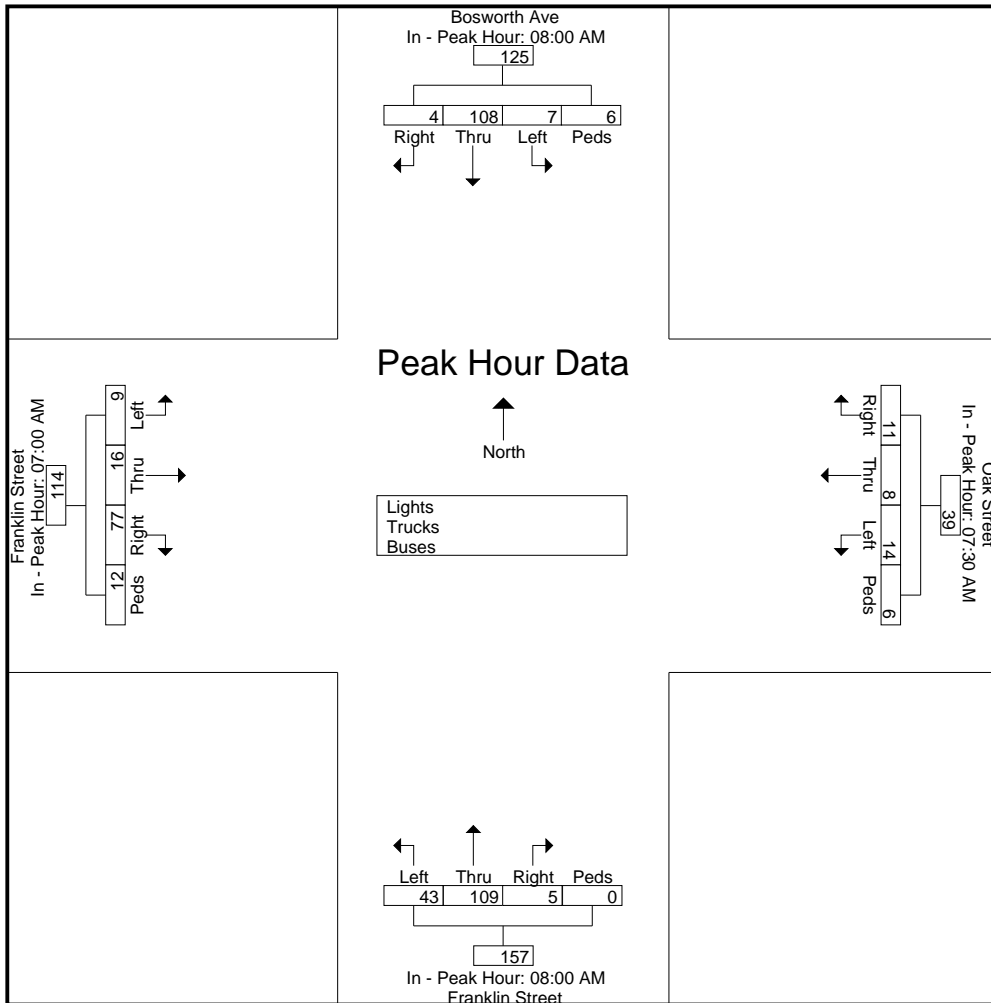 Bosworth Ave
In - Peak Hour: 08:00 AM
125
4 108 7 6
Right Thru Left Peds
Peak Hour Data
North
Lights
Trucks
Buses
Franklin Street
In - Peak Hour: 07:00 AM
114
9 16 77 12
Left Thru Right Peds
Oak Street
In - Peak Hour: 07:30 AM
39
11 8 14 6
Right Thru Left Peds
Left Thru Right Peds
43 109 5 0
157
In - Peak Hour: 08:00 AM
Franklin Street